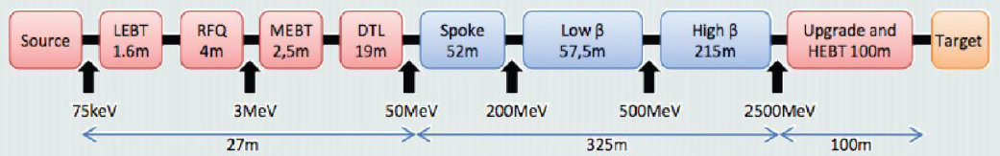 Source
LEBT
1.6m
RFQ
4m
MEBT
2,5m
DTL
19m
Spoke
52m
Low β
57,5m
High β
215m
Upgrade and
HEBT 100m
Target
75keV
3MeV
50MeV
200MeV
500MeV
2500MeV
27m
325m
100m